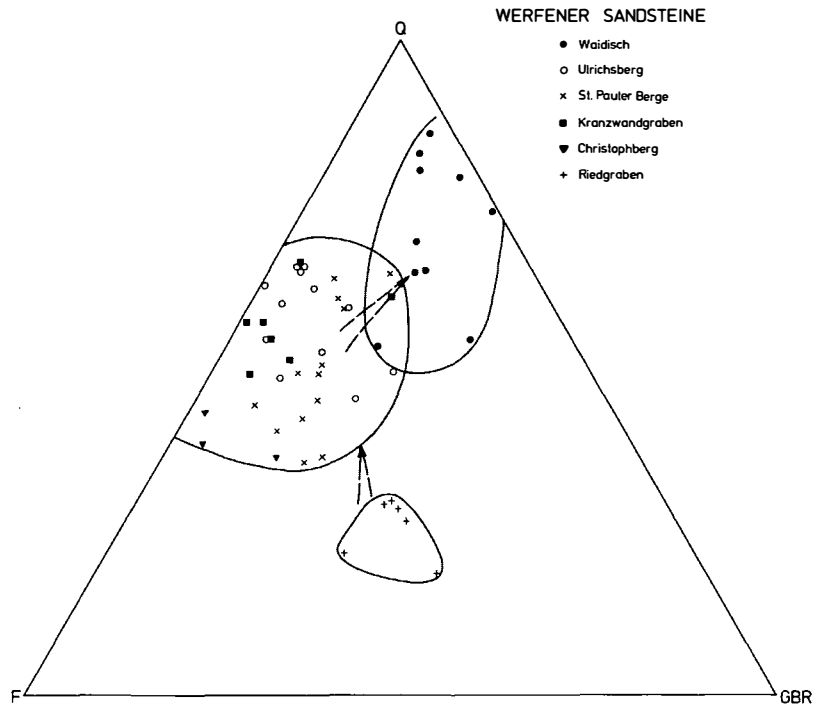 WERFENER SANDSTEINE
Q
Waidisch
Ulrichsberg
St. Pauler Berge
Kranzwandgraben
Christophberg
Riedgraben
F
GBR